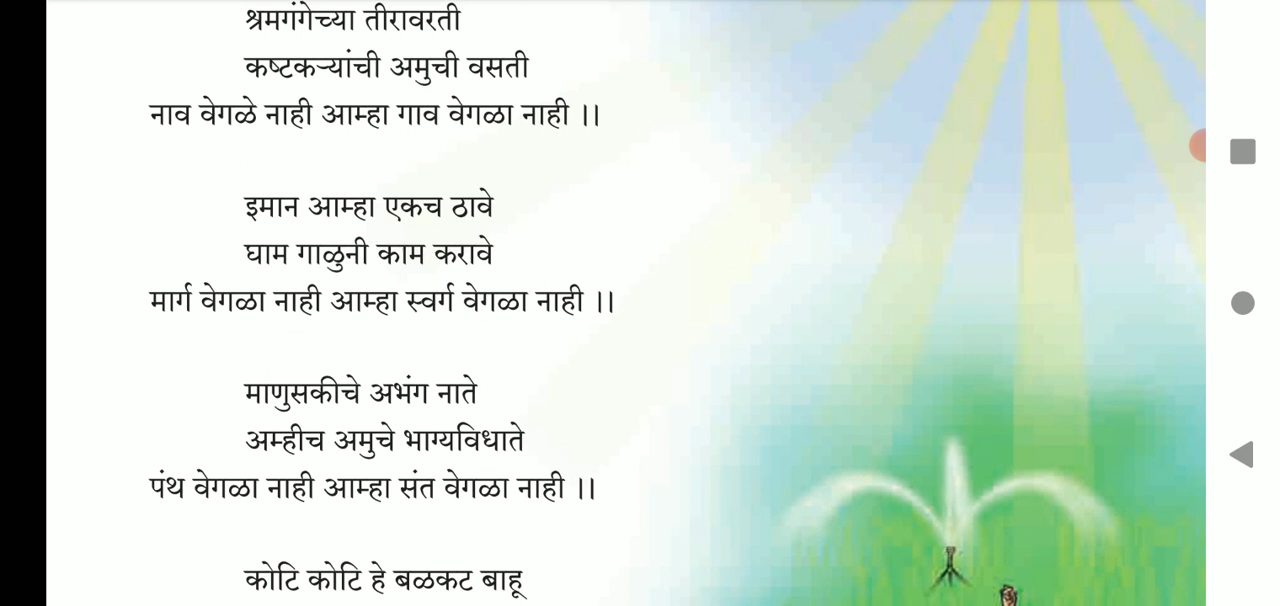 श्रमगंगेच्या तीरावरती
कष्टकऱ्यांची अमुची वसती
नाव वेगळे नाही आम्हा गाव वेगळा नाही ।।
इमान आम्हा एकच ठावे
घाम गाळुनी काम करावे
मार्ग वेगळा नाही आम्हा स्वर्ग वेगळा नाही ।।
माणुसकीचे अभंग नाते
अम्हीच अमुचे भाग्यविधाते
पंथ वेगळा नाही आम्हा संत वेगळा नाही ।।
कोटि कोटि हे बळकट बाहू